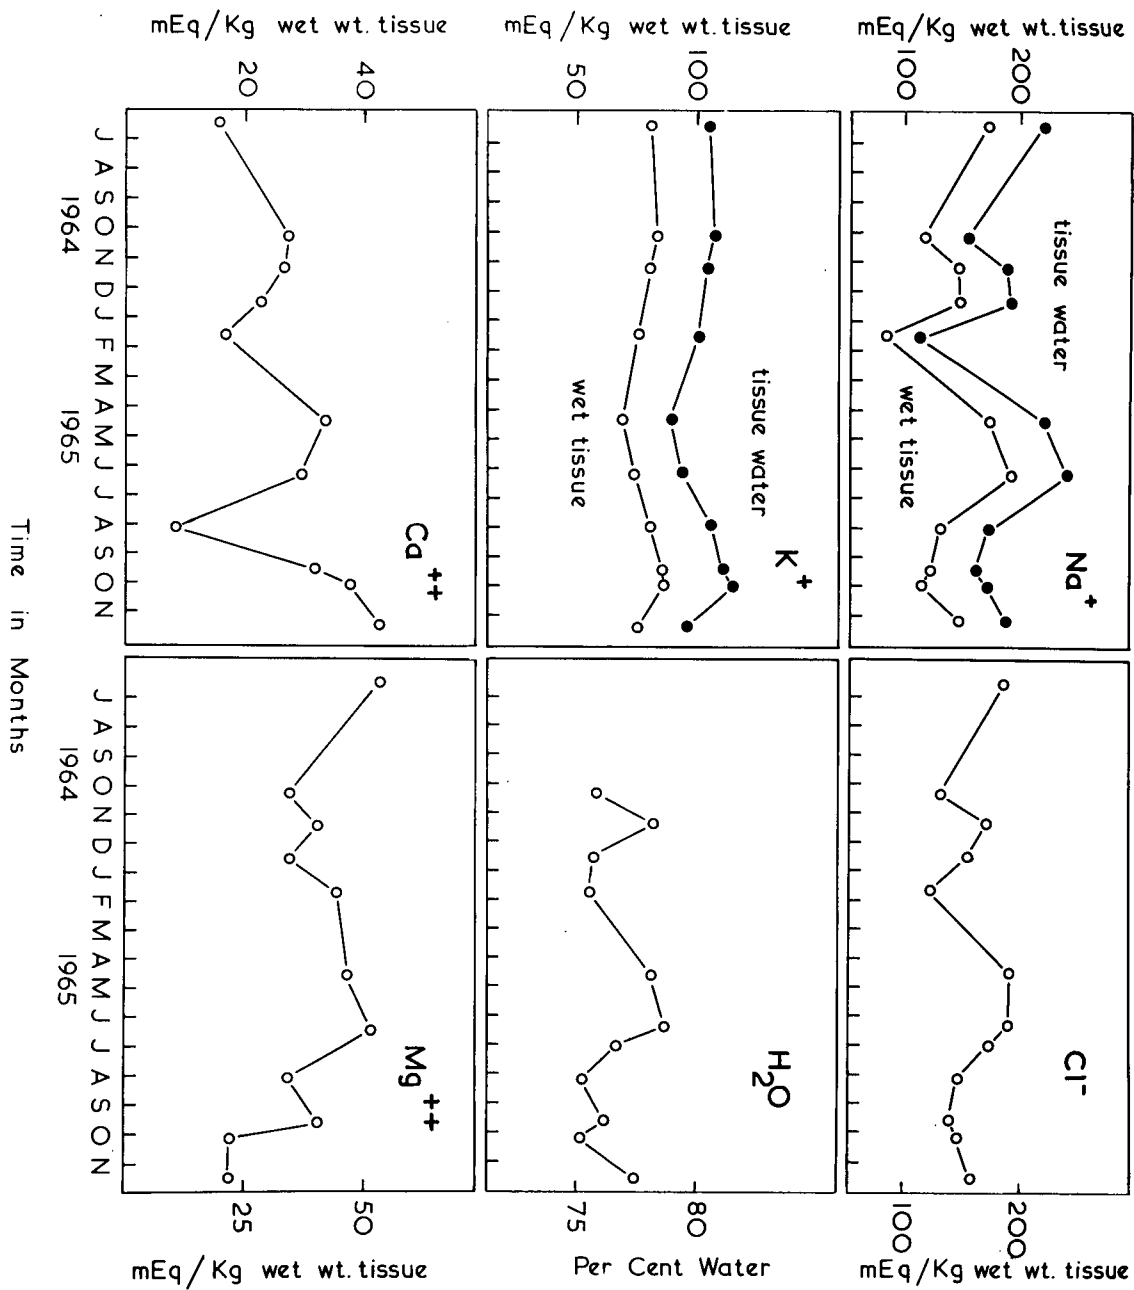 mEq/Kg wet wt. tissue
100
200
tissue water
wet tissue
Na+
mEq/Kg wet wt. tissue
50
100
tissue water
wet tissue
K+
mEq/Kg wet wt. tissue
20
40
Ca++
J A S O N D J F M A M J J A S O N
1964 1965
Cl-
100
200
mEq/Kg wet wt. tissue
H2O
75
80
Per Cent Water
Mg++
25
50
mEq/Kg wet wt. tissue
J A S O N D J F M A M J J A S O N
1964 1965
Time in Months